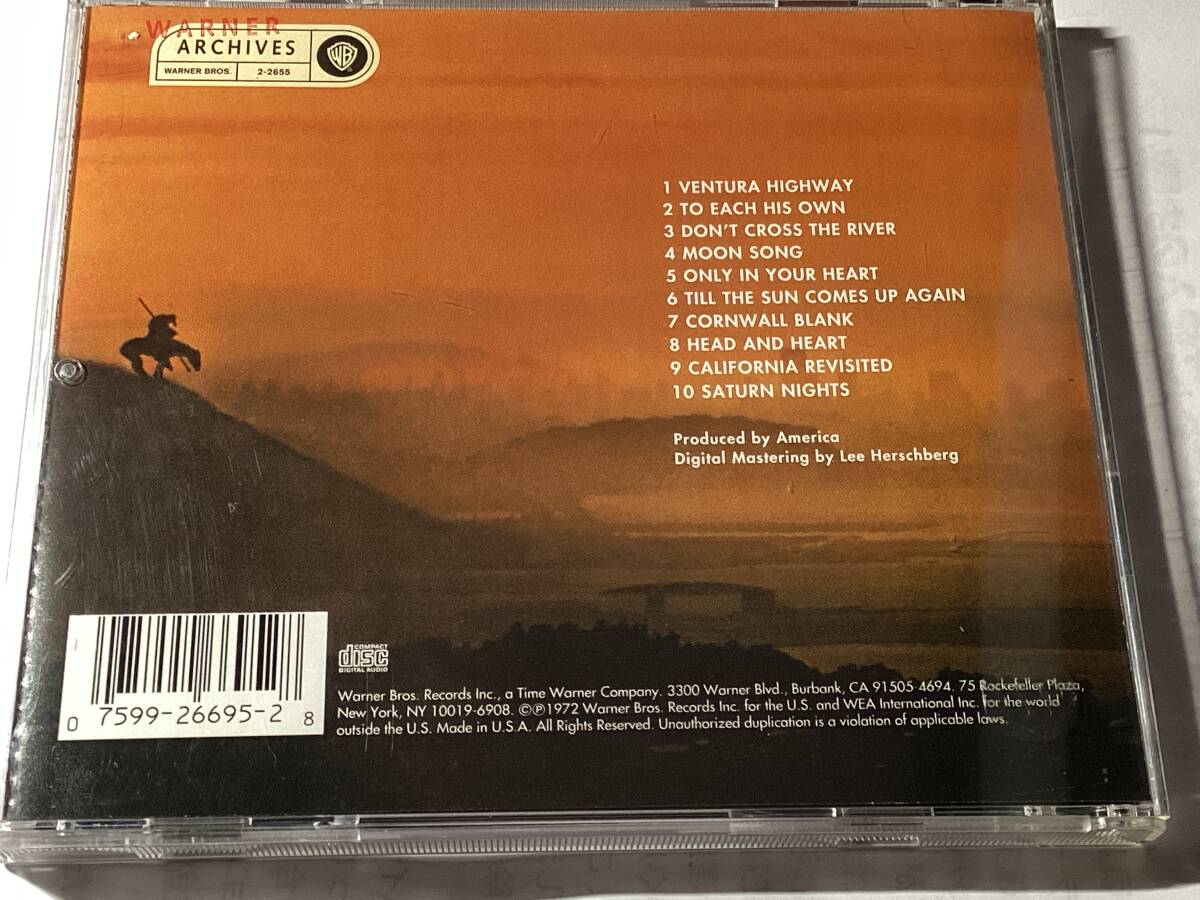 WARNER
ARCHIVES
WARNER BROS. 2-2655
WB
1 VENTURA HIGHWAY
2 TO EACH HIS OWN
3 DON'T CROSS THE RIVER
4 MOON SONG
5 ONLY IN YOUR HEART
6 TILL THE SUN COMES UP AGAIN
7 CORNWALL BLANK
8 HEAD AND HEART
9 CALIFORNIA REVISITED
10 SATURN NIGHTS
Produced by America
Digital Mastering by Lee Herschberg
0 7599-26695-2 8
COMPACT
disc
DIGITAL AUDIO
Warner Bros. Records Inc., a Time Warner Company. 3300 Warner Blvd., Burbank, CA 91505-4694. 75 Rockefeller Plaza,
New York, NY 10019-6908. ©℗1972 Warner Bros. Records Inc. for the U.S. and WEA International Inc. for the world
outside the U.S. Made in U.S.A. All Rights Reserved. Unauthorized duplication is a violation of applicable laws.